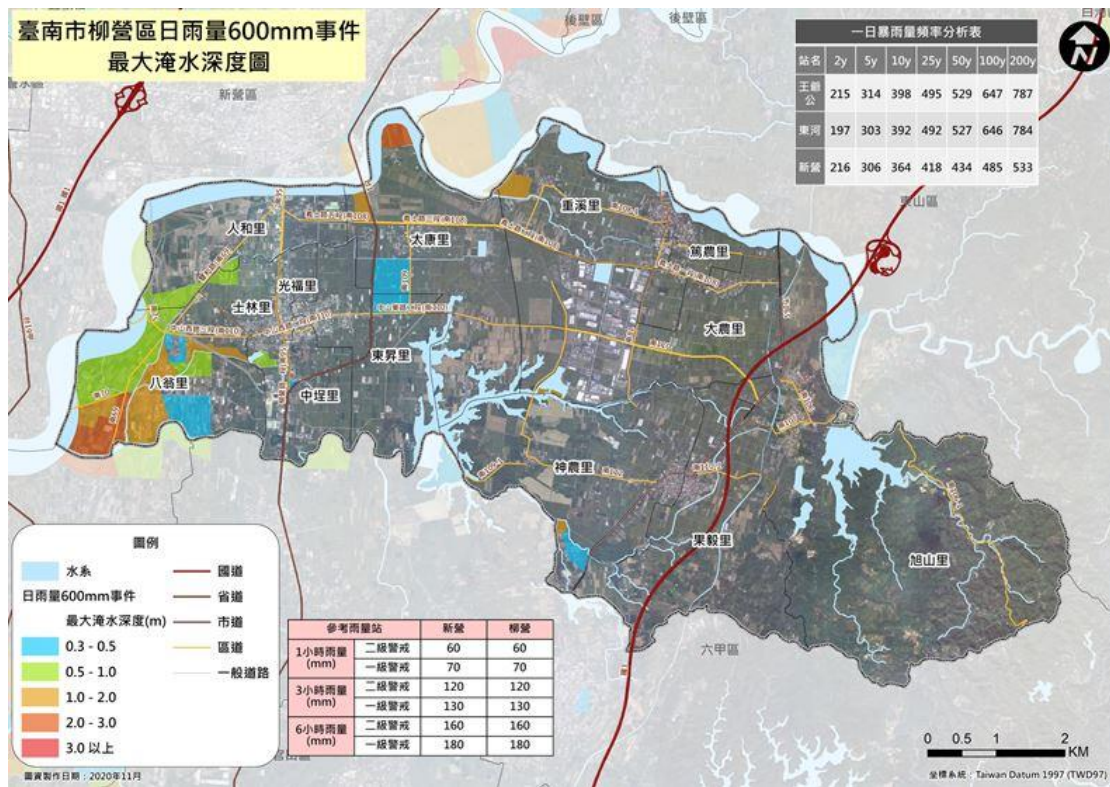 臺南市柳營區日雨量600mm事件
最大淹水深度圖
後壁區
後壁區
白河
新營區
東山區
六甲區
一日暴雨量頻率分析表
站名 2y 5y 10y 25y 50y 100y 200y
王爺公 215 314 398 495 529 647 787
東河 197 303 392 492 527 646 784
新營 216 306 364 418 434 485 533
人和里
太康里
重溪里
篤農里
光福里
士林里
大農里
東昇里
八翁里
中埕里
神農里
果毅里
旭山里
圖例
水系
日雨量600mm事件
最大淹水深度(m)
0.3 - 0.5
0.5 - 1.0
1.0 - 2.0
2.0 - 3.0
3.0 以上
國道
省道
市道
區道
一般道路
參考雨量站 新營 柳營
1小時雨量(mm) 二級警戒 60 60
一級警戒 70 70
3小時雨量(mm) 二級警戒 120 120
一級警戒 130 130
6小時雨量(mm) 二級警戒 160 160
一級警戒 180 180
0 0.5 1 2
KM
圖資製作日期：2020年11月
坐標系統：Taiwan Datum 1997 (TWD97)